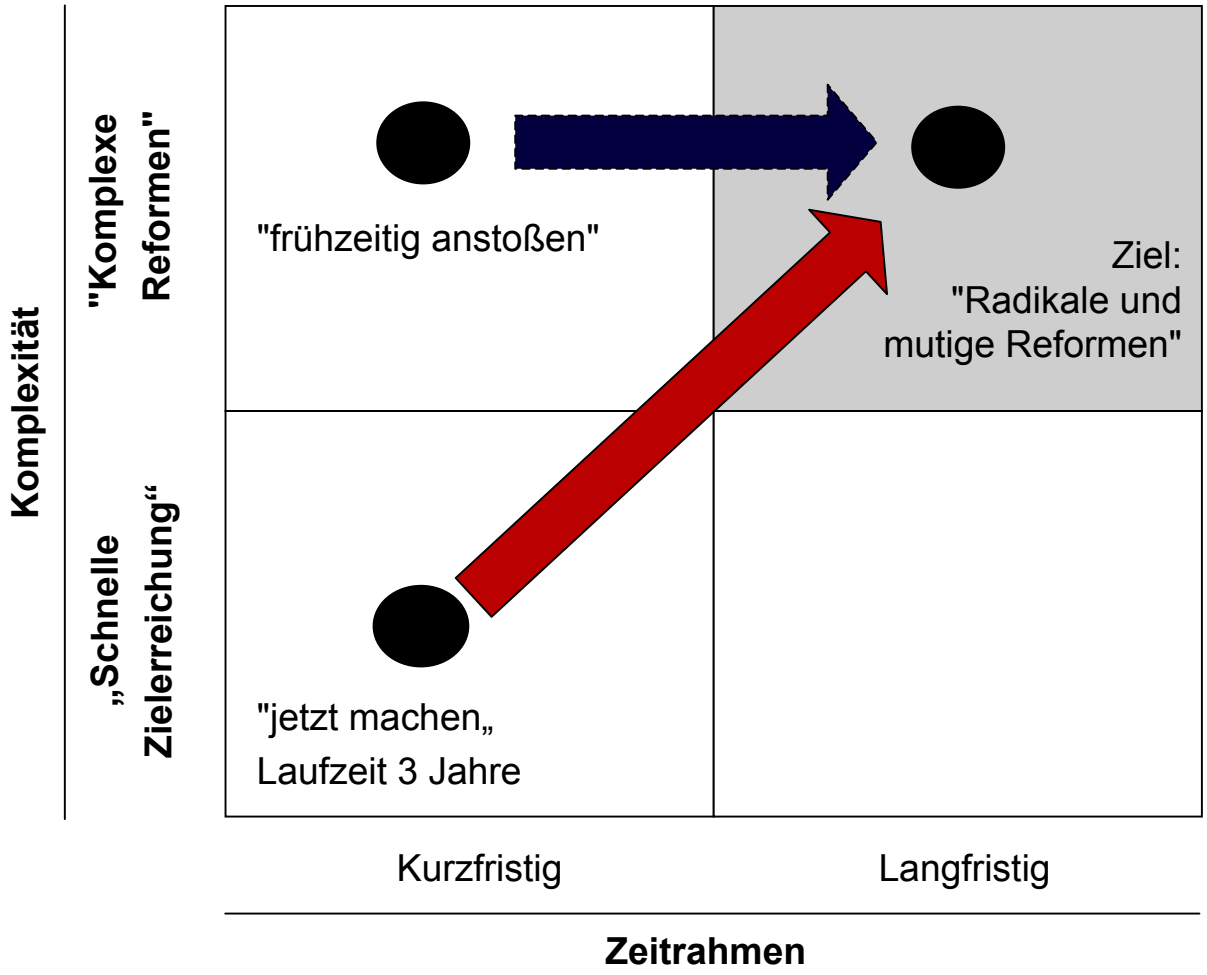 Komplexität
"Komplexe
Reformen"
„Schnelle
Zielerreichung“
"frühzeitig anstoßen"
Ziel:
"Radikale und
mutige Reformen"
"jetzt machen„
Laufzeit 3 Jahre
Kurzfristig
Langfristig
Zeitrahmen